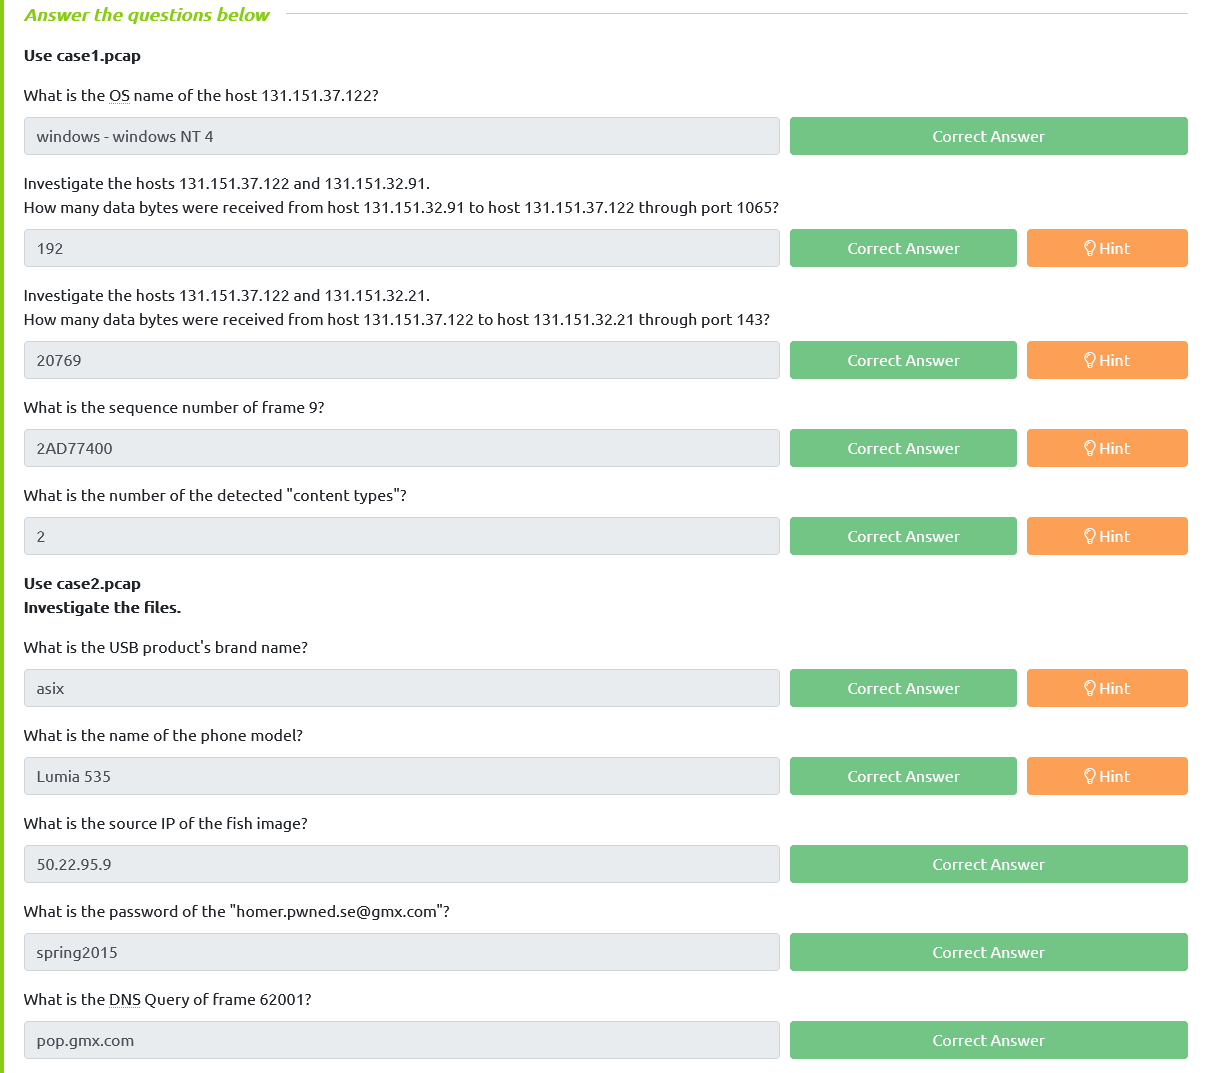 Answer the questions below
Use case1.pcap
What is the OS name of the host 131.151.37.122?
windows - windows NT 4
Correct Answer
Investigate the hosts 131.151.37.122 and 131.151.32.91.
How many data bytes were received from host 131.151.32.91 to host 131.151.37.122 through port 1065?
192
Correct Answer
Hint
Investigate the hosts 131.151.37.122 and 131.151.32.21.
How many data bytes were received from host 131.151.37.122 to host 131.151.32.21 through port 143?
20769
Correct Answer
Hint
What is the sequence number of frame 9?
2AD77400
Correct Answer
Hint
What is the number of the detected "content types"?
2
Correct Answer
Hint
Use case2.pcap
Investigate the files.
What is the USB product's brand name?
asix
Correct Answer
Hint
What is the name of the phone model?
Lumia 535
Correct Answer
Hint
What is the source IP of the fish image?
50.22.95.9
Correct Answer
What is the password of the "homer.pwned.se@gmx.com"?
spring2015
Correct Answer
What is the DNS Query of frame 62001?
pop.gmx.com
Correct Answer